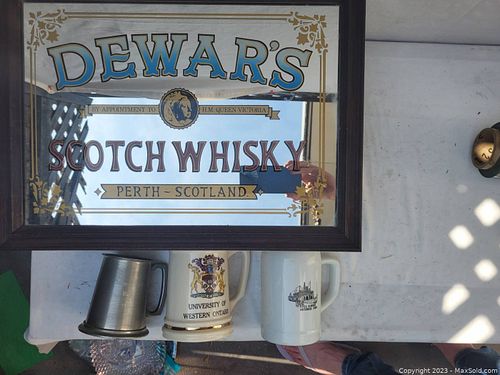 DEWAR'S
BY APPOINTMENT TO H.M QUEEN VICTORIA
SCOTCH WHISKY
PERTH - SCOTLAND
UNIVERSITY OF
WESTERN ONTARIO
Copyright 2023 - MaxSold.com